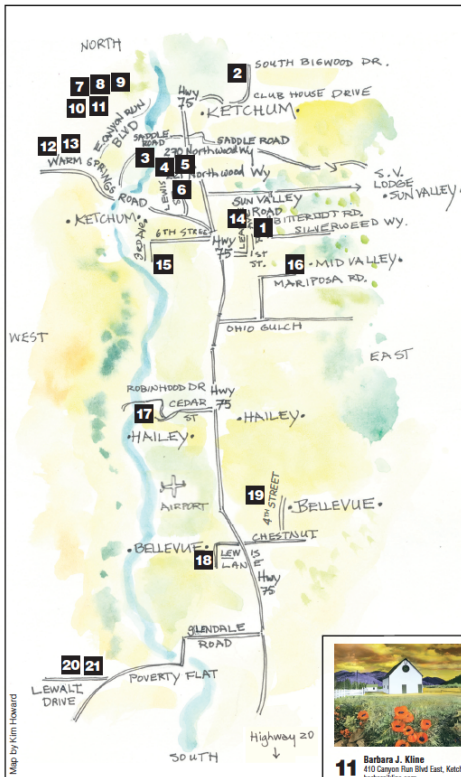 NORTH
SOUTH BIGWOOD DR.
2
7 8 9
10 11
Hwy
75
CLUB HOUSE DRIVE
KETCHUM
E CANYON RUN
BLVD
SADDLE
ROAD
SADDLE ROAD
12 13
3
270 Northwood Wy
4 5
Northwood Wy
WARM SPRINGS
ROAD
LEWIS
6
S.V.
LODGE
SUN VALLEY
SUN VALLEY
ROAD
14
1
BITTEROOT RD.
SILVERWEED WY.
KETCHUM
6TH STREET
3RD AVE
Hwy
75
1ST
ST.
15
16
MID VALLEY
MARIPOSA RD.
OHIO GULCH
WEST
EAST
ROBINHOOD DR
Hwy
75
17
CEDAR
ST
HAILEY
HAILEY
AIRPORT
19
4TH STREET
BELLEVUE
CHESTNUT
BELLEVUE
18
LEWIS
LANE
Hwy
75
GLENDALE
ROAD
20 21
LEWALT
DRIVE
POVERTY FLAT
SOUTH
Highway 20
Map by Kim Howard
11
Barbara J. Kline
410 Canyon Run Blvd East, Ketch